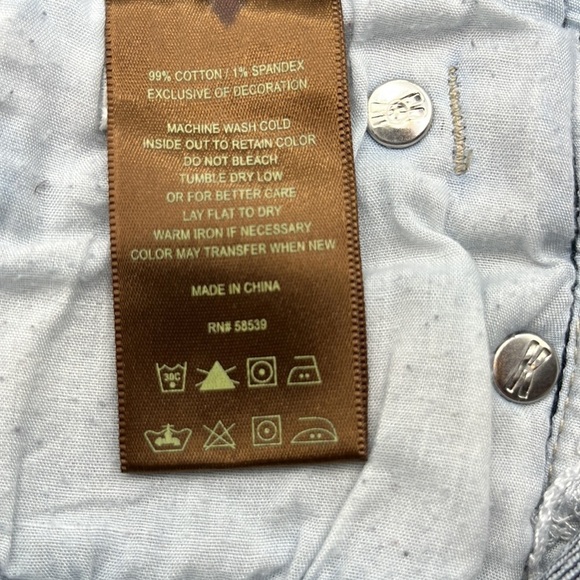 99% COTTON / 1% SPANDEX
EXCLUSIVE OF DECORATION
MACHINE WASH COLD
INSIDE OUT TO RETAIN COLOR
DO NOT BLEACH
TUMBLE DRY LOW
OR FOR BETTER CARE
LAY FLAT TO DRY
WARM IRON IF NECESSARY
COLOR MAY TRANSFER WHEN NEW
MADE IN CHINA
RN# 58539
30C